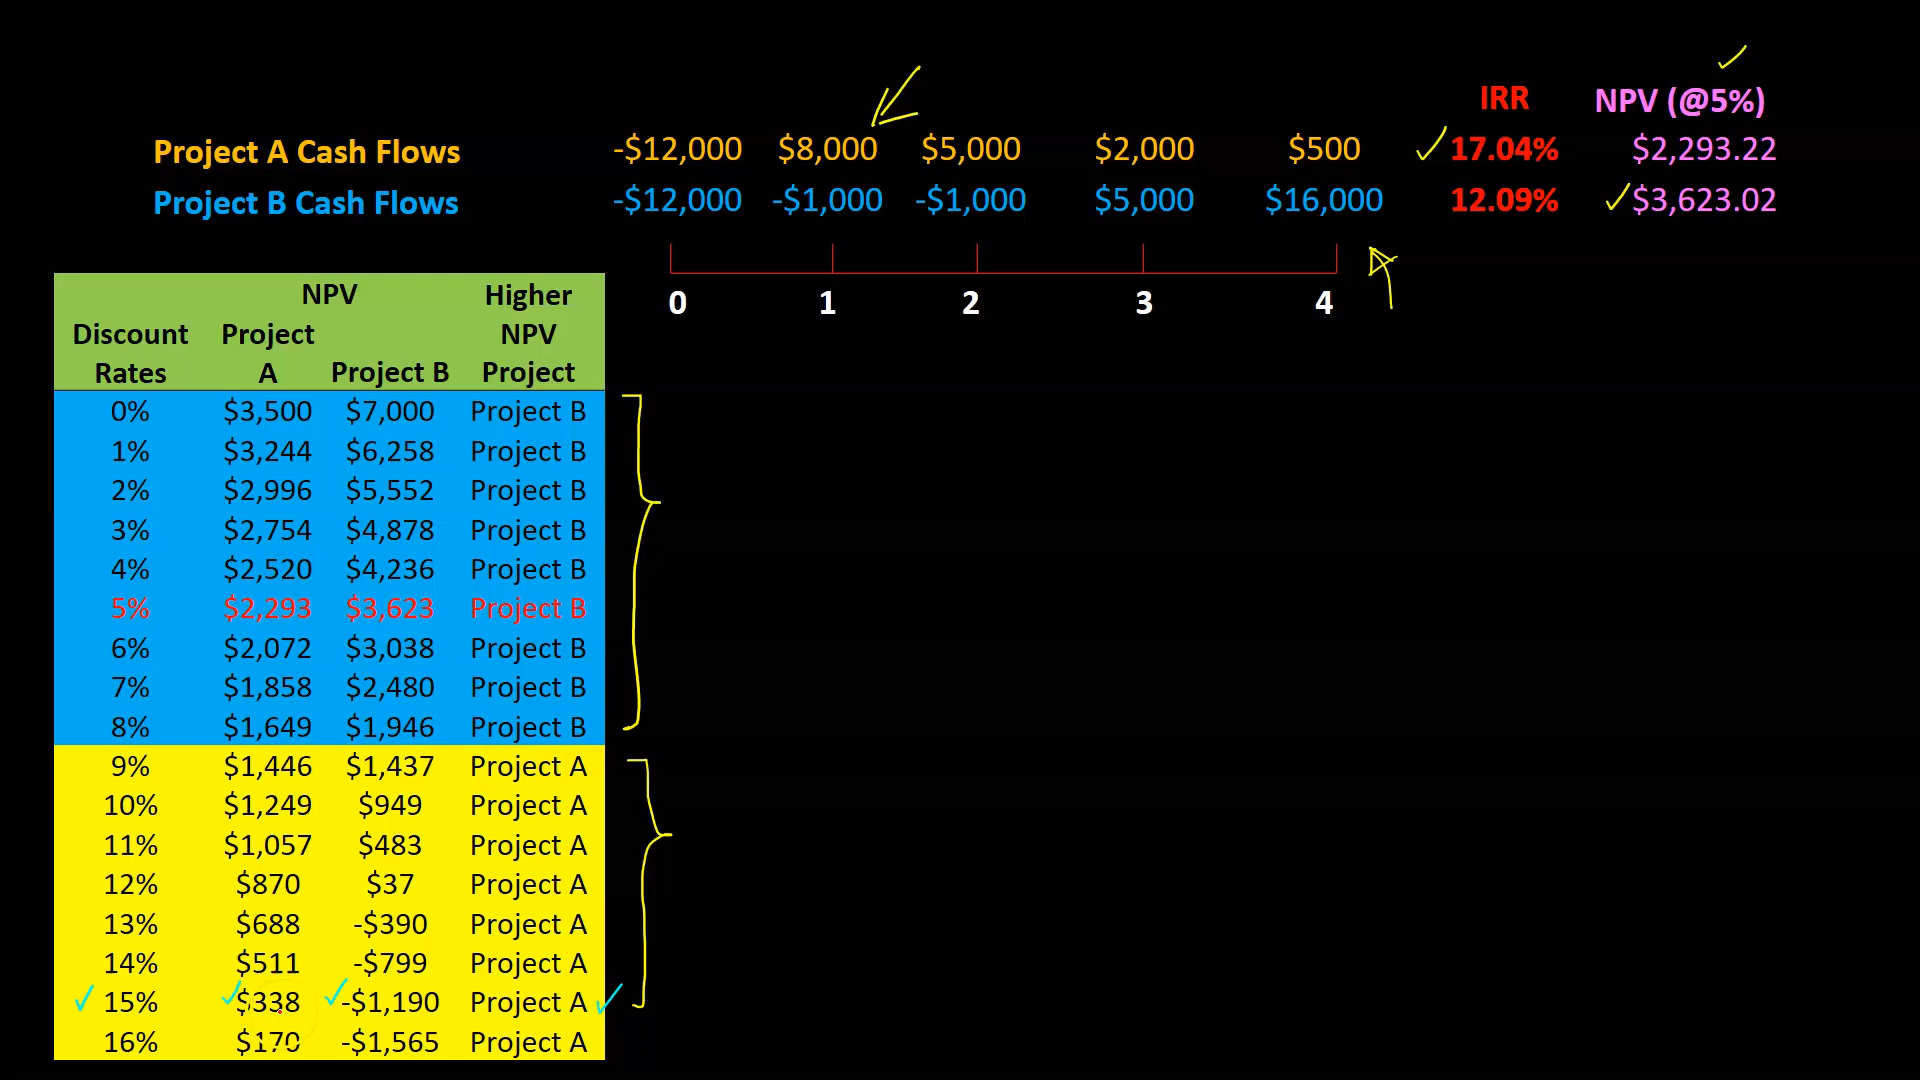 IRR NPV (@5%)
Project A Cash Flows -$12,000 $8,000 $5,000 $2,000 $500 17.04% $2,293.22
Project B Cash Flows -$12,000 -$1,000 -$1,000 $5,000 $16,000 12.09% $3,623.02
0 1 2 3 4
NPV Higher
Discount Project NPV
Rates A Project B Project
0% $3,500 $7,000 Project B
1% $3,244 $6,258 Project B
2% $2,996 $5,552 Project B
3% $2,754 $4,878 Project B
4% $2,520 $4,236 Project B
5% $2,293 $3,623 Project B
6% $2,072 $3,038 Project B
7% $1,858 $2,480 Project B
8% $1,649 $1,946 Project B
9% $1,446 $1,437 Project A
10% $1,249 $949 Project A
11% $1,057 $483 Project A
12% $870 $37 Project A
13% $688 -$390 Project A
14% $511 -$799 Project A
15% $338 -$1,190 Project A
16% $170 -$1,565 Project A